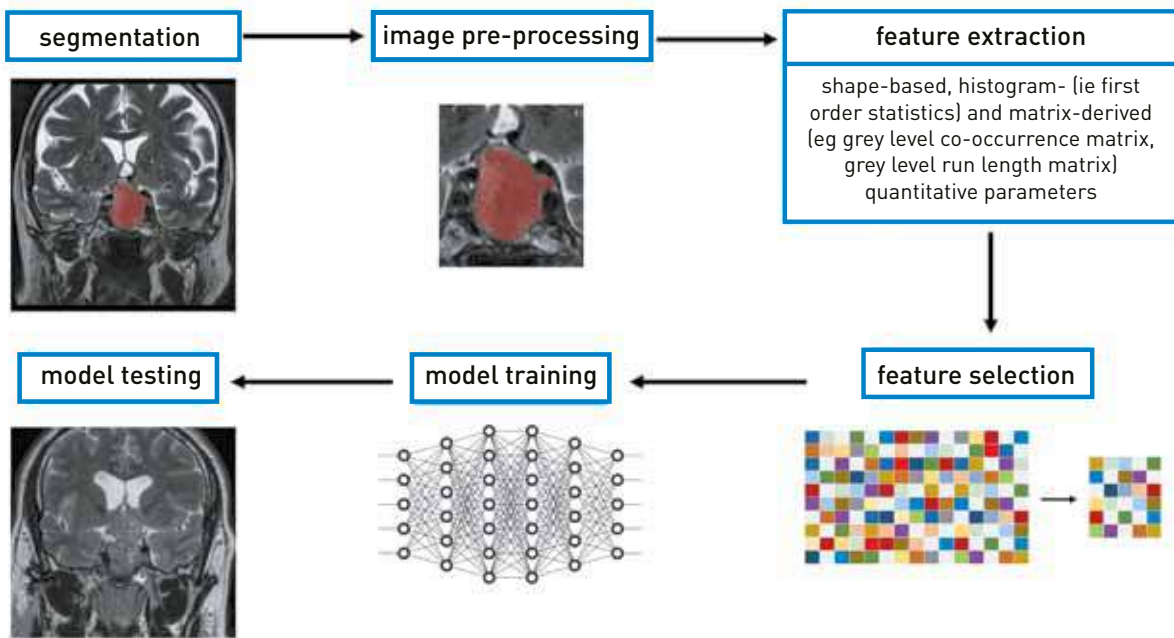 segmentation
image pre-processing
feature extraction
shape-based, histogram- (ie first
order statistics) and matrix-derived
(eg grey level co-occurrence matrix,
grey level run length matrix)
quantitative parameters
feature selection
model training
model testing